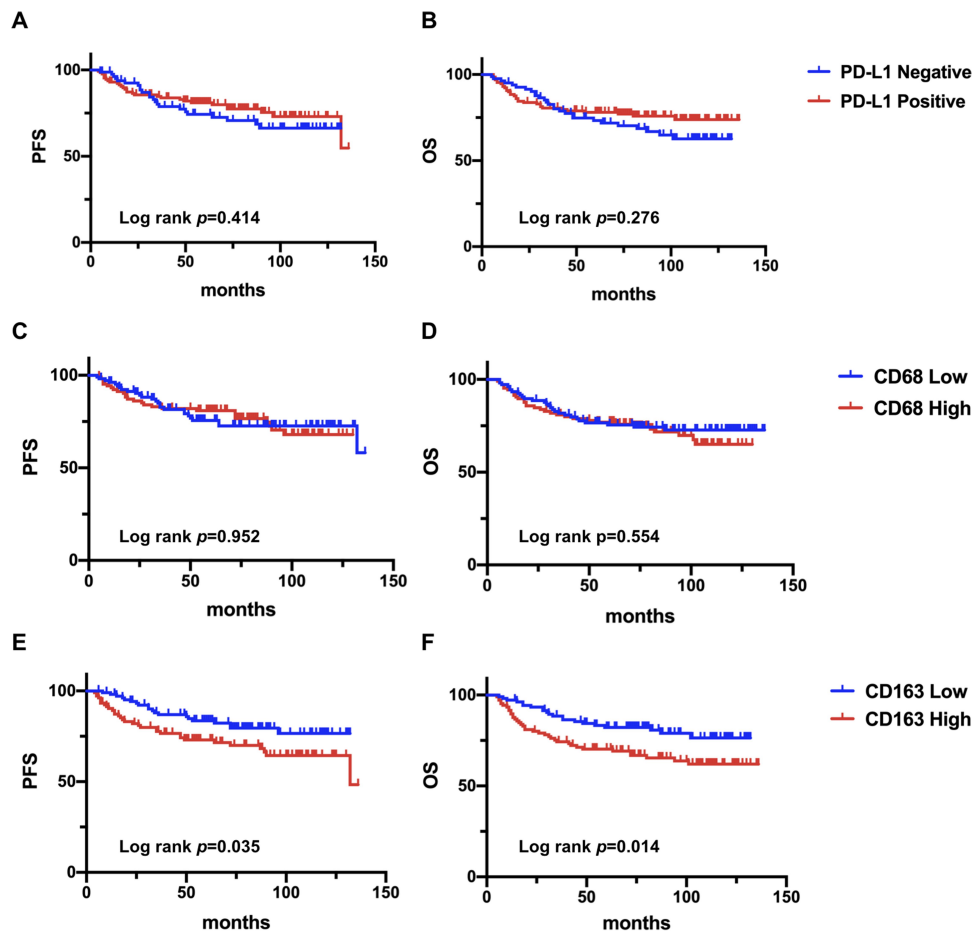 A
PFS
100
50
0
0
50
100
150
months
Log rank p=0.414
B
OS
100
50
0
0
50
100
150
months
Log rank p=0.276
PD-L1 Negative
PD-L1 Positive
C
PFS
100
50
0
0
50
100
150
months
Log rank p=0.952
D
OS
100
50
0
0
50
100
150
months
Log rank p=0.554
CD68 Low
CD68 High
E
PFS
100
50
0
0
50
100
150
months
Log rank p=0.035
F
OS
100
50
0
0
50
100
150
months
Log rank p=0.014
CD163 Low
CD163 High